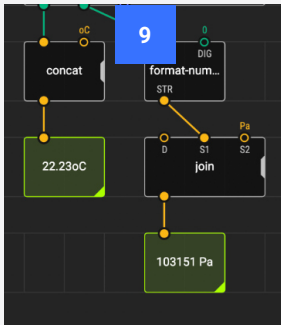 oC
9
0
DIG
concat
format-num...
STR
Pa
D S1 S2
22.23oC
join
103151 Pa